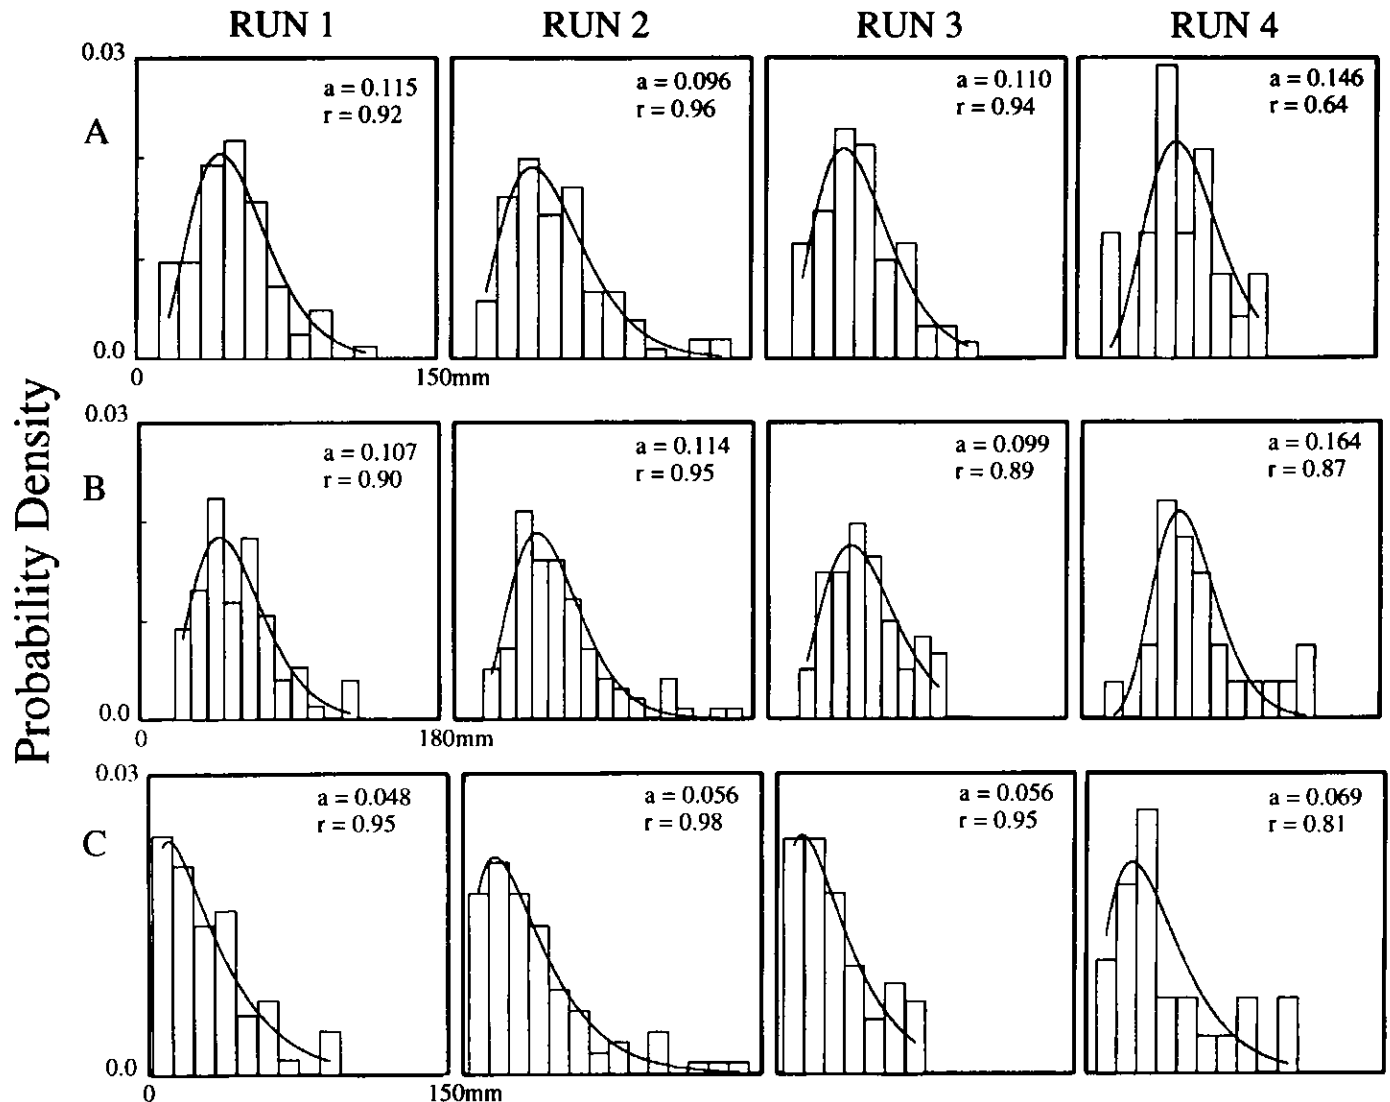 RUN 1 RUN 2 RUN 3 RUN 4
0.03
A
a = 0.115
r = 0.92
a = 0.096
r = 0.96
a = 0.110
r = 0.94
a = 0.146
r = 0.64
0.0
0 150mm
Probability Density
0.03
B
a = 0.107
r = 0.90
a = 0.114
r = 0.95
a = 0.099
r = 0.89
a = 0.164
r = 0.87
0.0
0 180mm
0.03
C
a = 0.048
r = 0.95
a = 0.056
r = 0.98
a = 0.056
r = 0.95
a = 0.069
r = 0.81
0.0
0 150mm